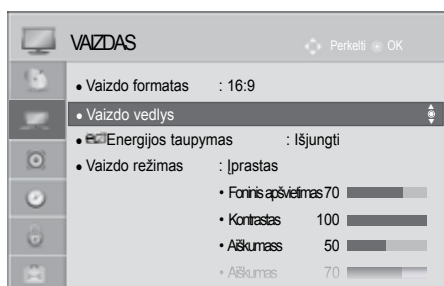 VAIZDAS Perkelti OK
• Vaizdo formatas : 16:9
• Vaizdo vedlys
• Energijos taupymas : Išjungti
• Vaizdo režimas : Įprastas
• Foninis apšvietimas 70
• Kontrastas 100
• Aiškumass 50
• Aiškumas 70